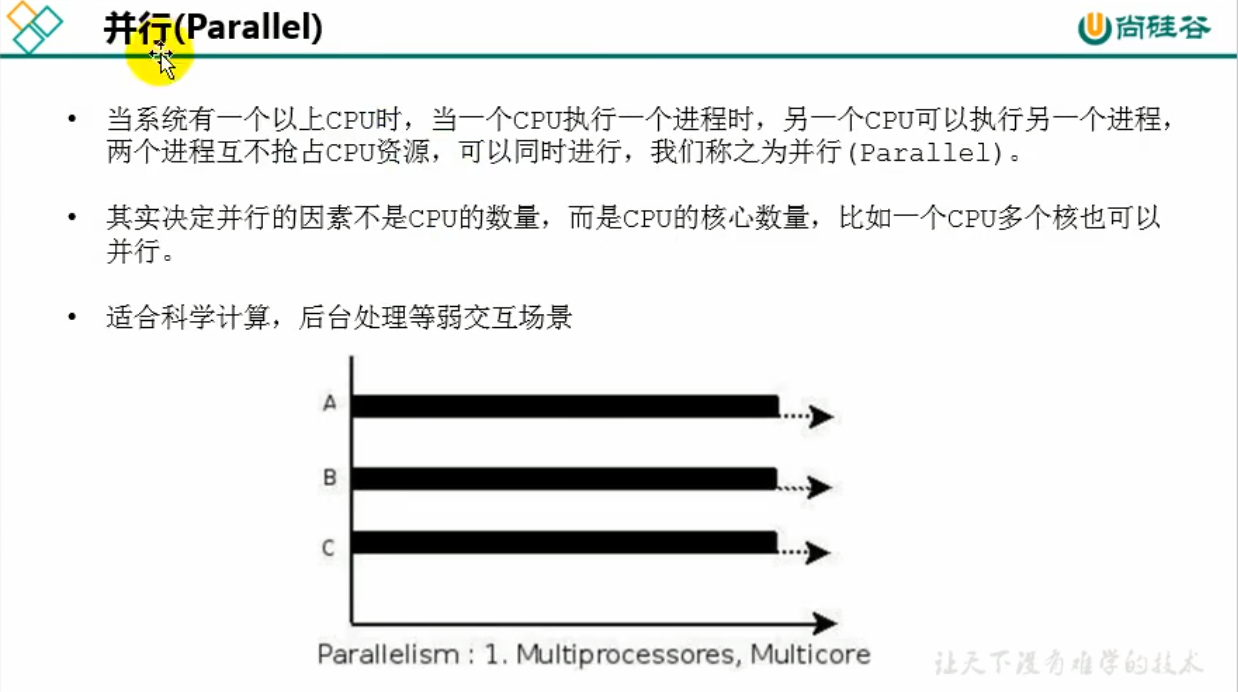 并行(Parallel)
尚硅谷
• 当系统有一个以上CPU时，当一个CPU执行一个进程时，另一个CPU可以执行另一个进程，
两个进程互不抢占CPU资源，可以同时进行，我们称之为并行(Parallel)。
• 其实决定并行的因素不是CPU的数量，而是CPU的核心数量，比如一个CPU多个核也可以
并行。
• 适合科学计算，后台处理等弱交互场景
A
B
C
Parallelism : 1. Multiprocessores, Multicore
让天下没有难学的技术